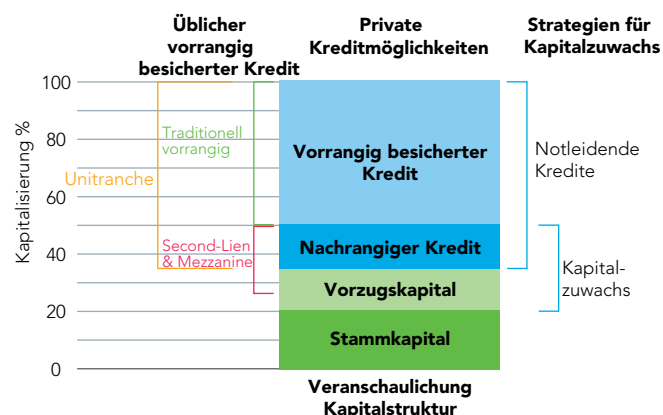 Üblicher
vorrangig
besicherter Kredit
Private
Kreditmöglichkeiten
Strategien für
Kapitalzuwachs
Kapitalisierung %
100
80
60
40
20
0
Unitranche
Traditionell
vorrangig
Second-Lien
& Mezzanine
Vorrangig besicherter
Kredit
Nachrangiger Kredit
Vorzugskapital
Stammkapital
Notleidende
Kredite
Kapital-
zuwachs
Veranschaulichung
Kapitalstruktur